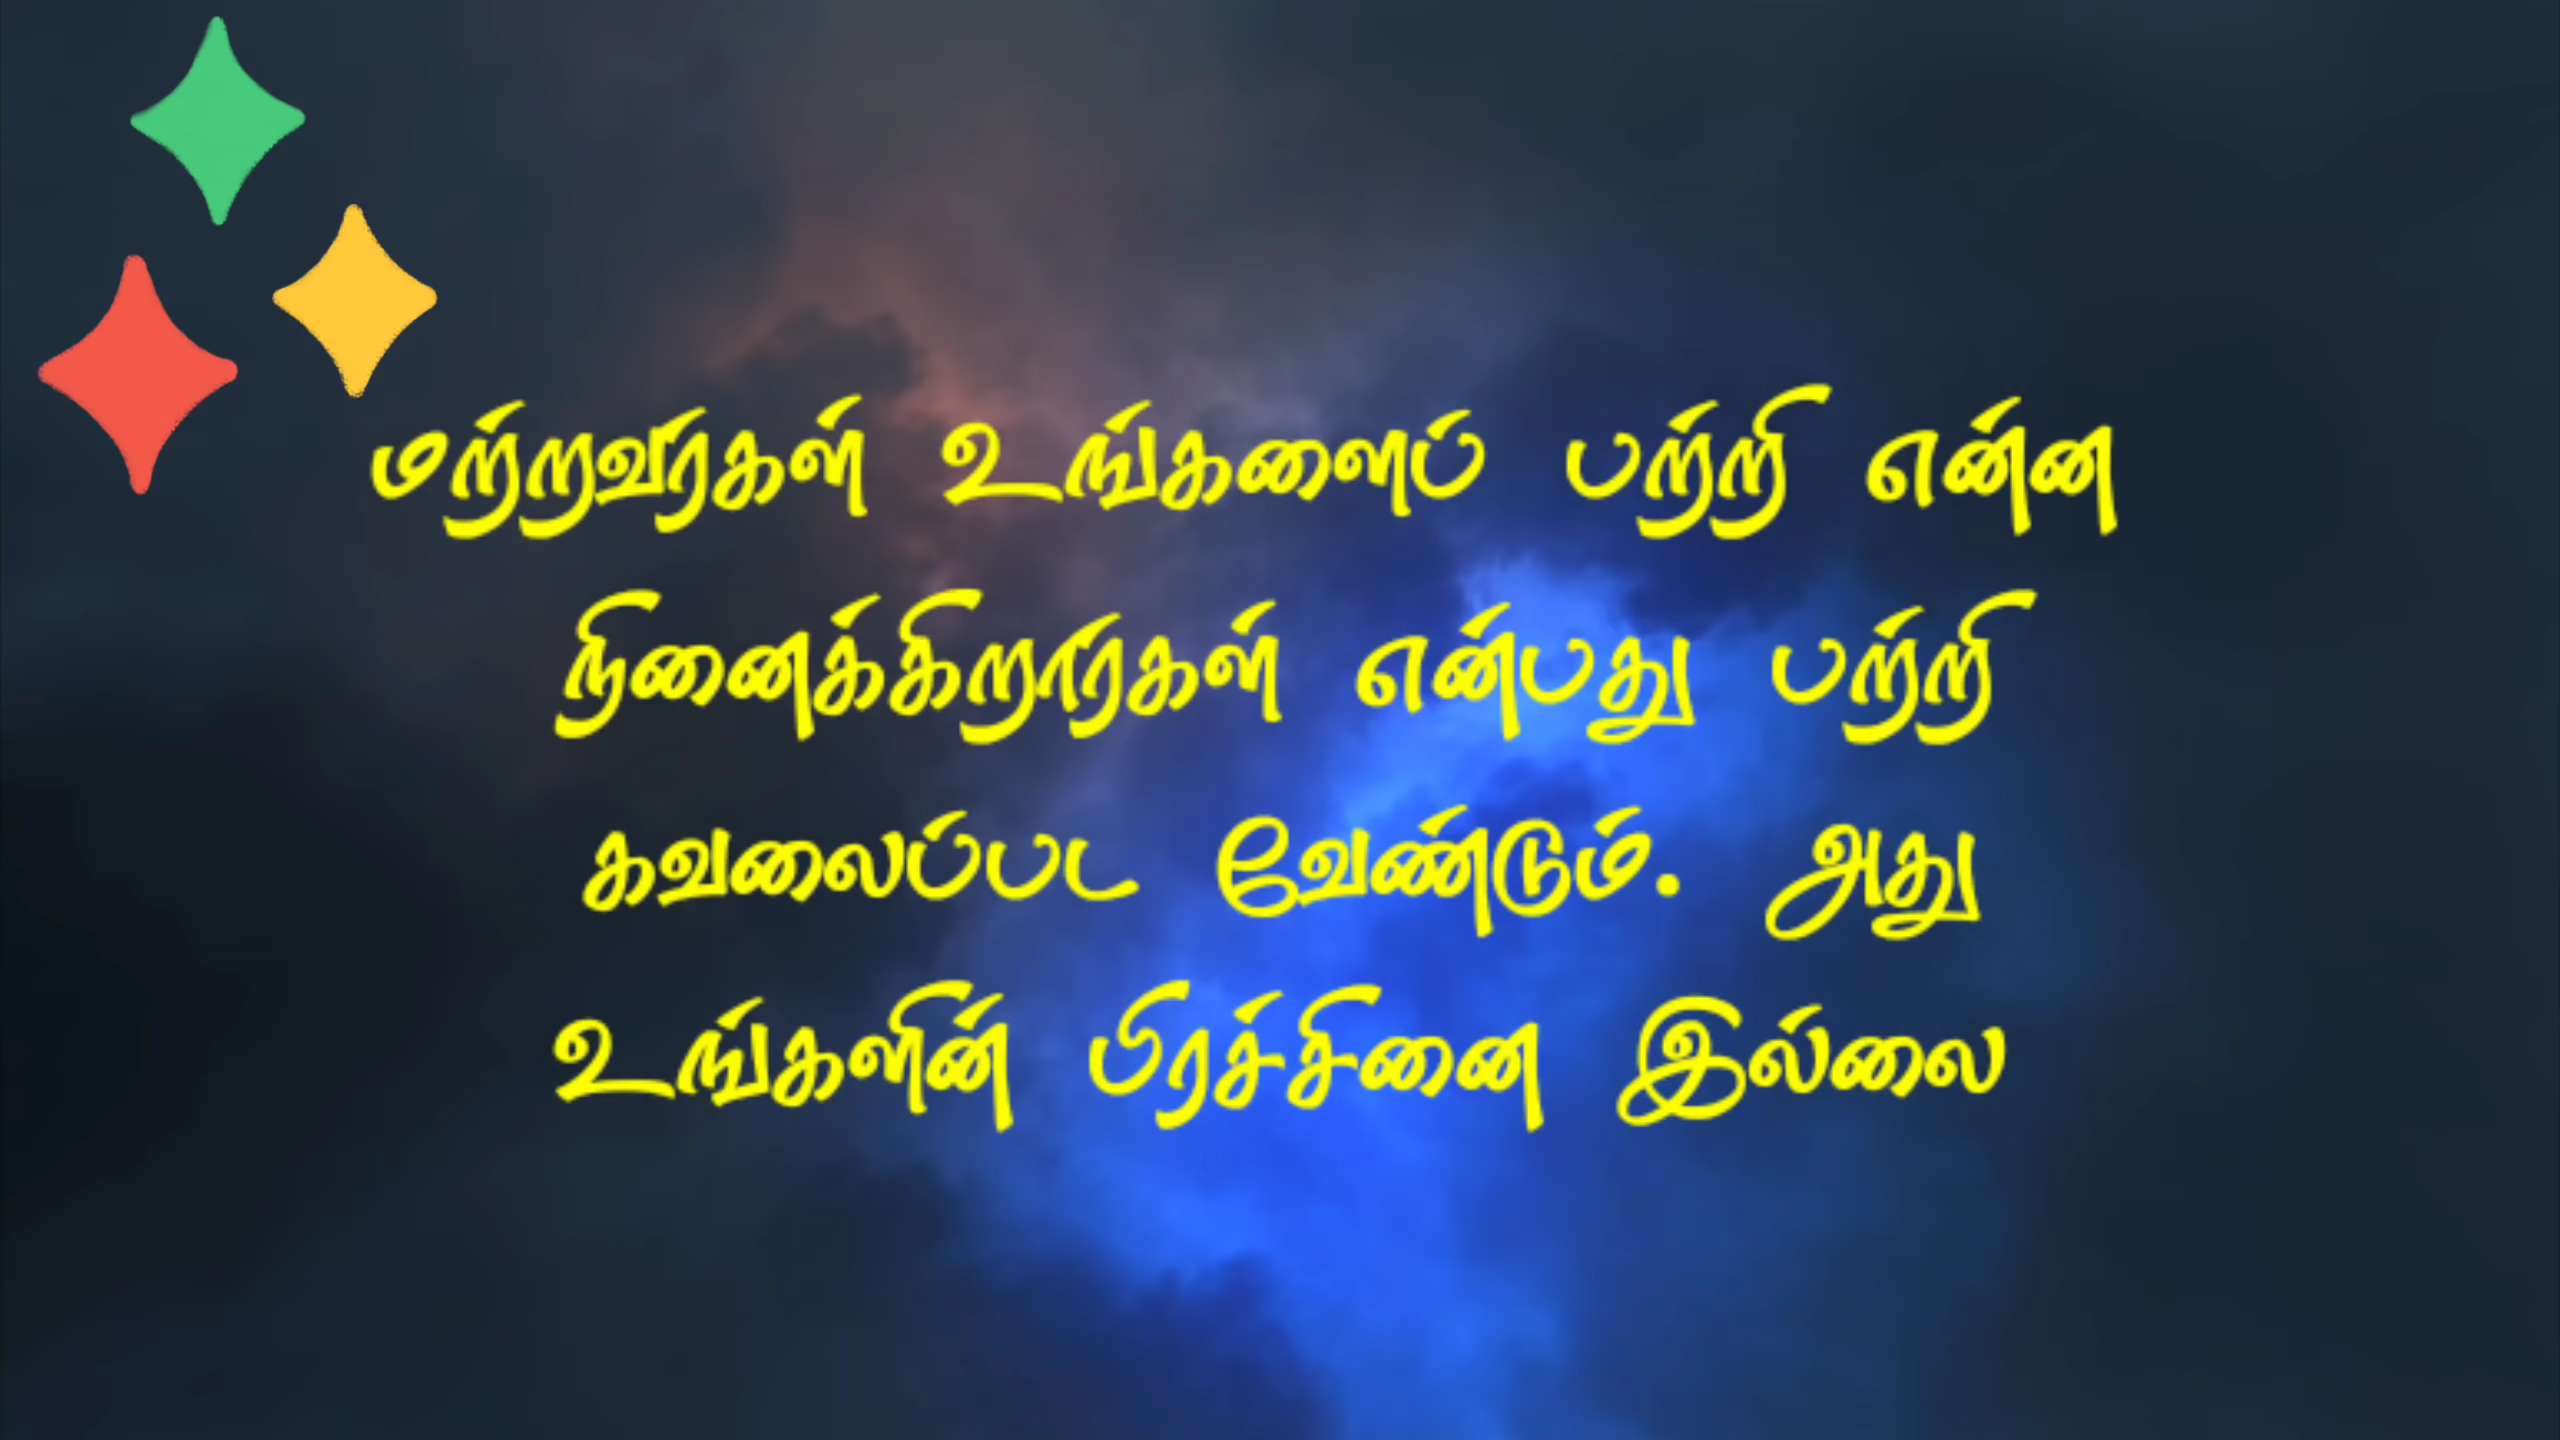 மற்றவர்கள் உங்களைப் பற்றி என்ன
நினைக்கிறார்கள் என்பது பற்றி
கவலைப்பட வேண்டும். அது
உங்களின் பிரச்சினை இல்லை